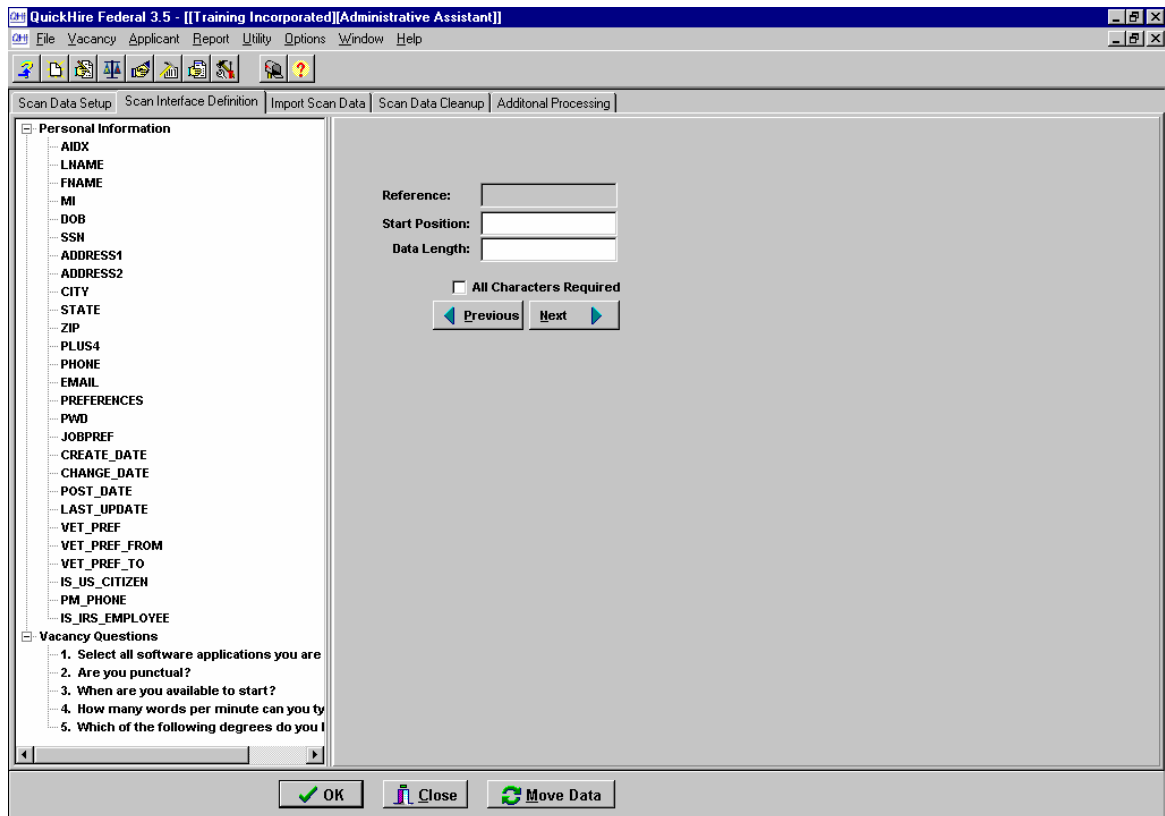 QuickHire Federal 3.5 - [[Training Incorporated][Administrative Assistant]]
File Vacancy Applicant Report Utility Options Window Help
Scan Data Setup Scan Interface Definition Import Scan Data Scan Data Cleanup Additonal Processing
Personal Information
AIDX
LNAME
FNAME
MI
DOB
SSN
ADDRESS1
ADDRESS2
CITY
STATE
ZIP
PLUS4
PHONE
EMAIL
PREFERENCES
PWD
JOBPREF
CREATE_DATE
CHANGE_DATE
POST_DATE
LAST_UPDATE
VET_PREF
VET_PREF_FROM
VET_PREF_TO
IS_US_CITIZEN
PM_PHONE
IS_IRS_EMPLOYEE
Vacancy Questions
1. Select all software applications you are
2. Are you punctual?
3. When are you available to start?
4. How many words per minute can you ty
5. Which of the following degrees do you
Reference:
Start Position:
Data Length:
All Characters Required
Previous Next
OK Close Move Data